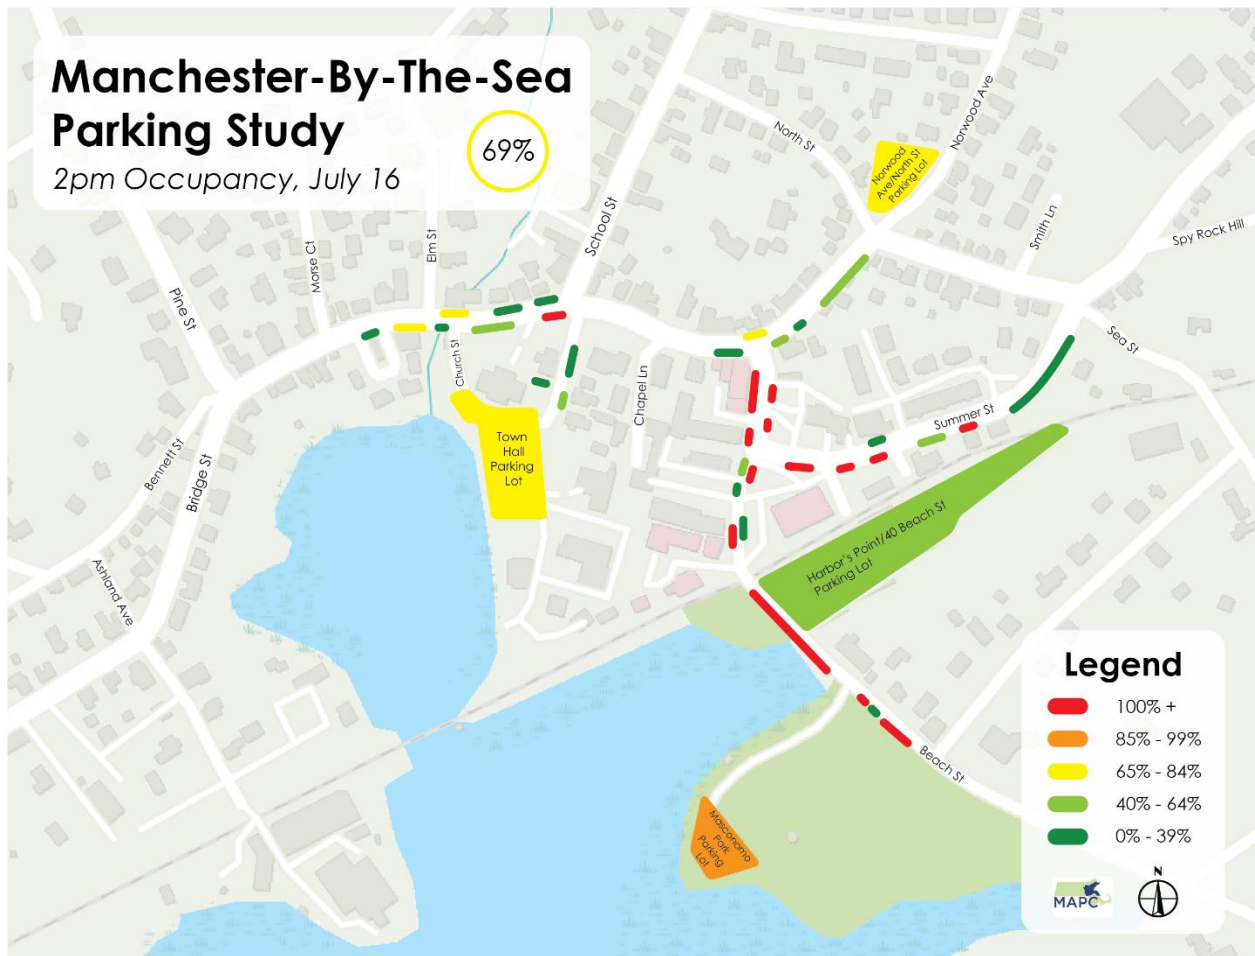 Manchester-By-The-Sea
Parking Study
2pm Occupancy, July 16
69%
North St
Norwood Ave
Norwood
Ave/North St
Parking Lot
School St
Smith Ln
Spy Rock Hill
Elm St
Morse Ct
Pine St
Sea St
Church St
Chapel Ln
Summer St
Town
Hall
Parking
Lot
Bennett St
Bridge St
Harbor's Point/40 Beach St
Parking Lot
Ashland Ave
Beach St
Masconomo
Park
Parking
Lot
Legend
100% +
85% - 99%
65% - 84%
40% - 64%
0% - 39%
MAPC
N